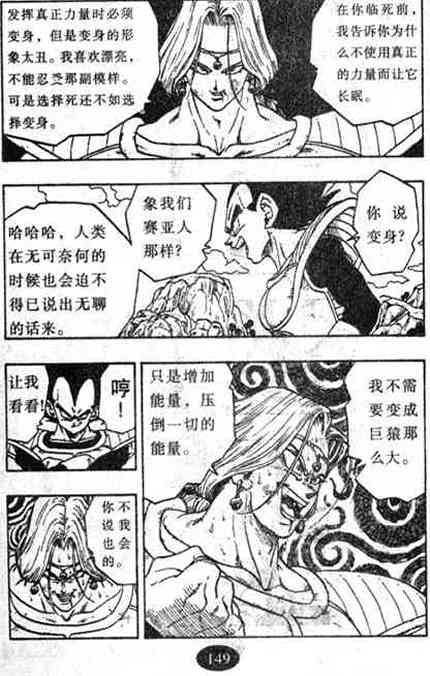 在你临死前，
我告诉你为什
么不使用真正
的力量而让它
长眠。
发挥真正力量时必须
变身，但是变身的形
象太丑。我喜欢漂亮，
不能忍受那副模样。
可是选择死还不如选
择变身。
你说
变身？
象我们
赛亚人
那样？
哈哈哈，人类
在无可奈何的
时候也会迫不
得已说出无聊
的话来。
我不需
要变成
巨猿那
么大。
只是增加
能量，压
倒一切的
能量。
哼！
让我
看看！
不我会
你说也
的。
149